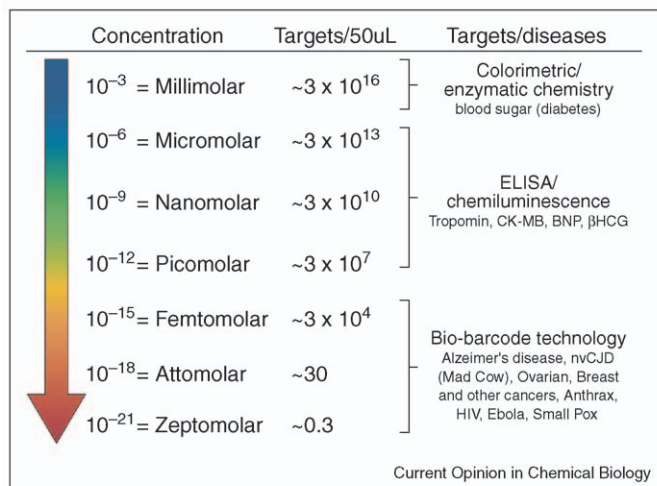 Concentration Targets/50uL Targets/diseases
10⁻³ = Millimolar ~3 x 10¹⁶ Colorimetric/
enzymatic chemistry
blood sugar (diabetes)
10⁻⁶ = Micromolar ~3 x 10¹³
10⁻⁹ = Nanomolar ~3 x 10¹⁰ ELISA/
chemiluminescence
Tropomin, CK-MB, BNP, βHCG
10⁻¹²= Picomolar ~3 x 10⁷
10⁻¹⁵= Femtomolar ~3 x 10⁴
Bio-barcode technology
Alzeimer's disease, nvCJD
10⁻¹⁸= Attomolar ~30 (Mad Cow), Ovarian, Breast
and other cancers, Anthrax,
HIV, Ebola, Small Pox
10⁻²¹= Zeptomolar ~0.3
Current Opinion in Chemical Biology